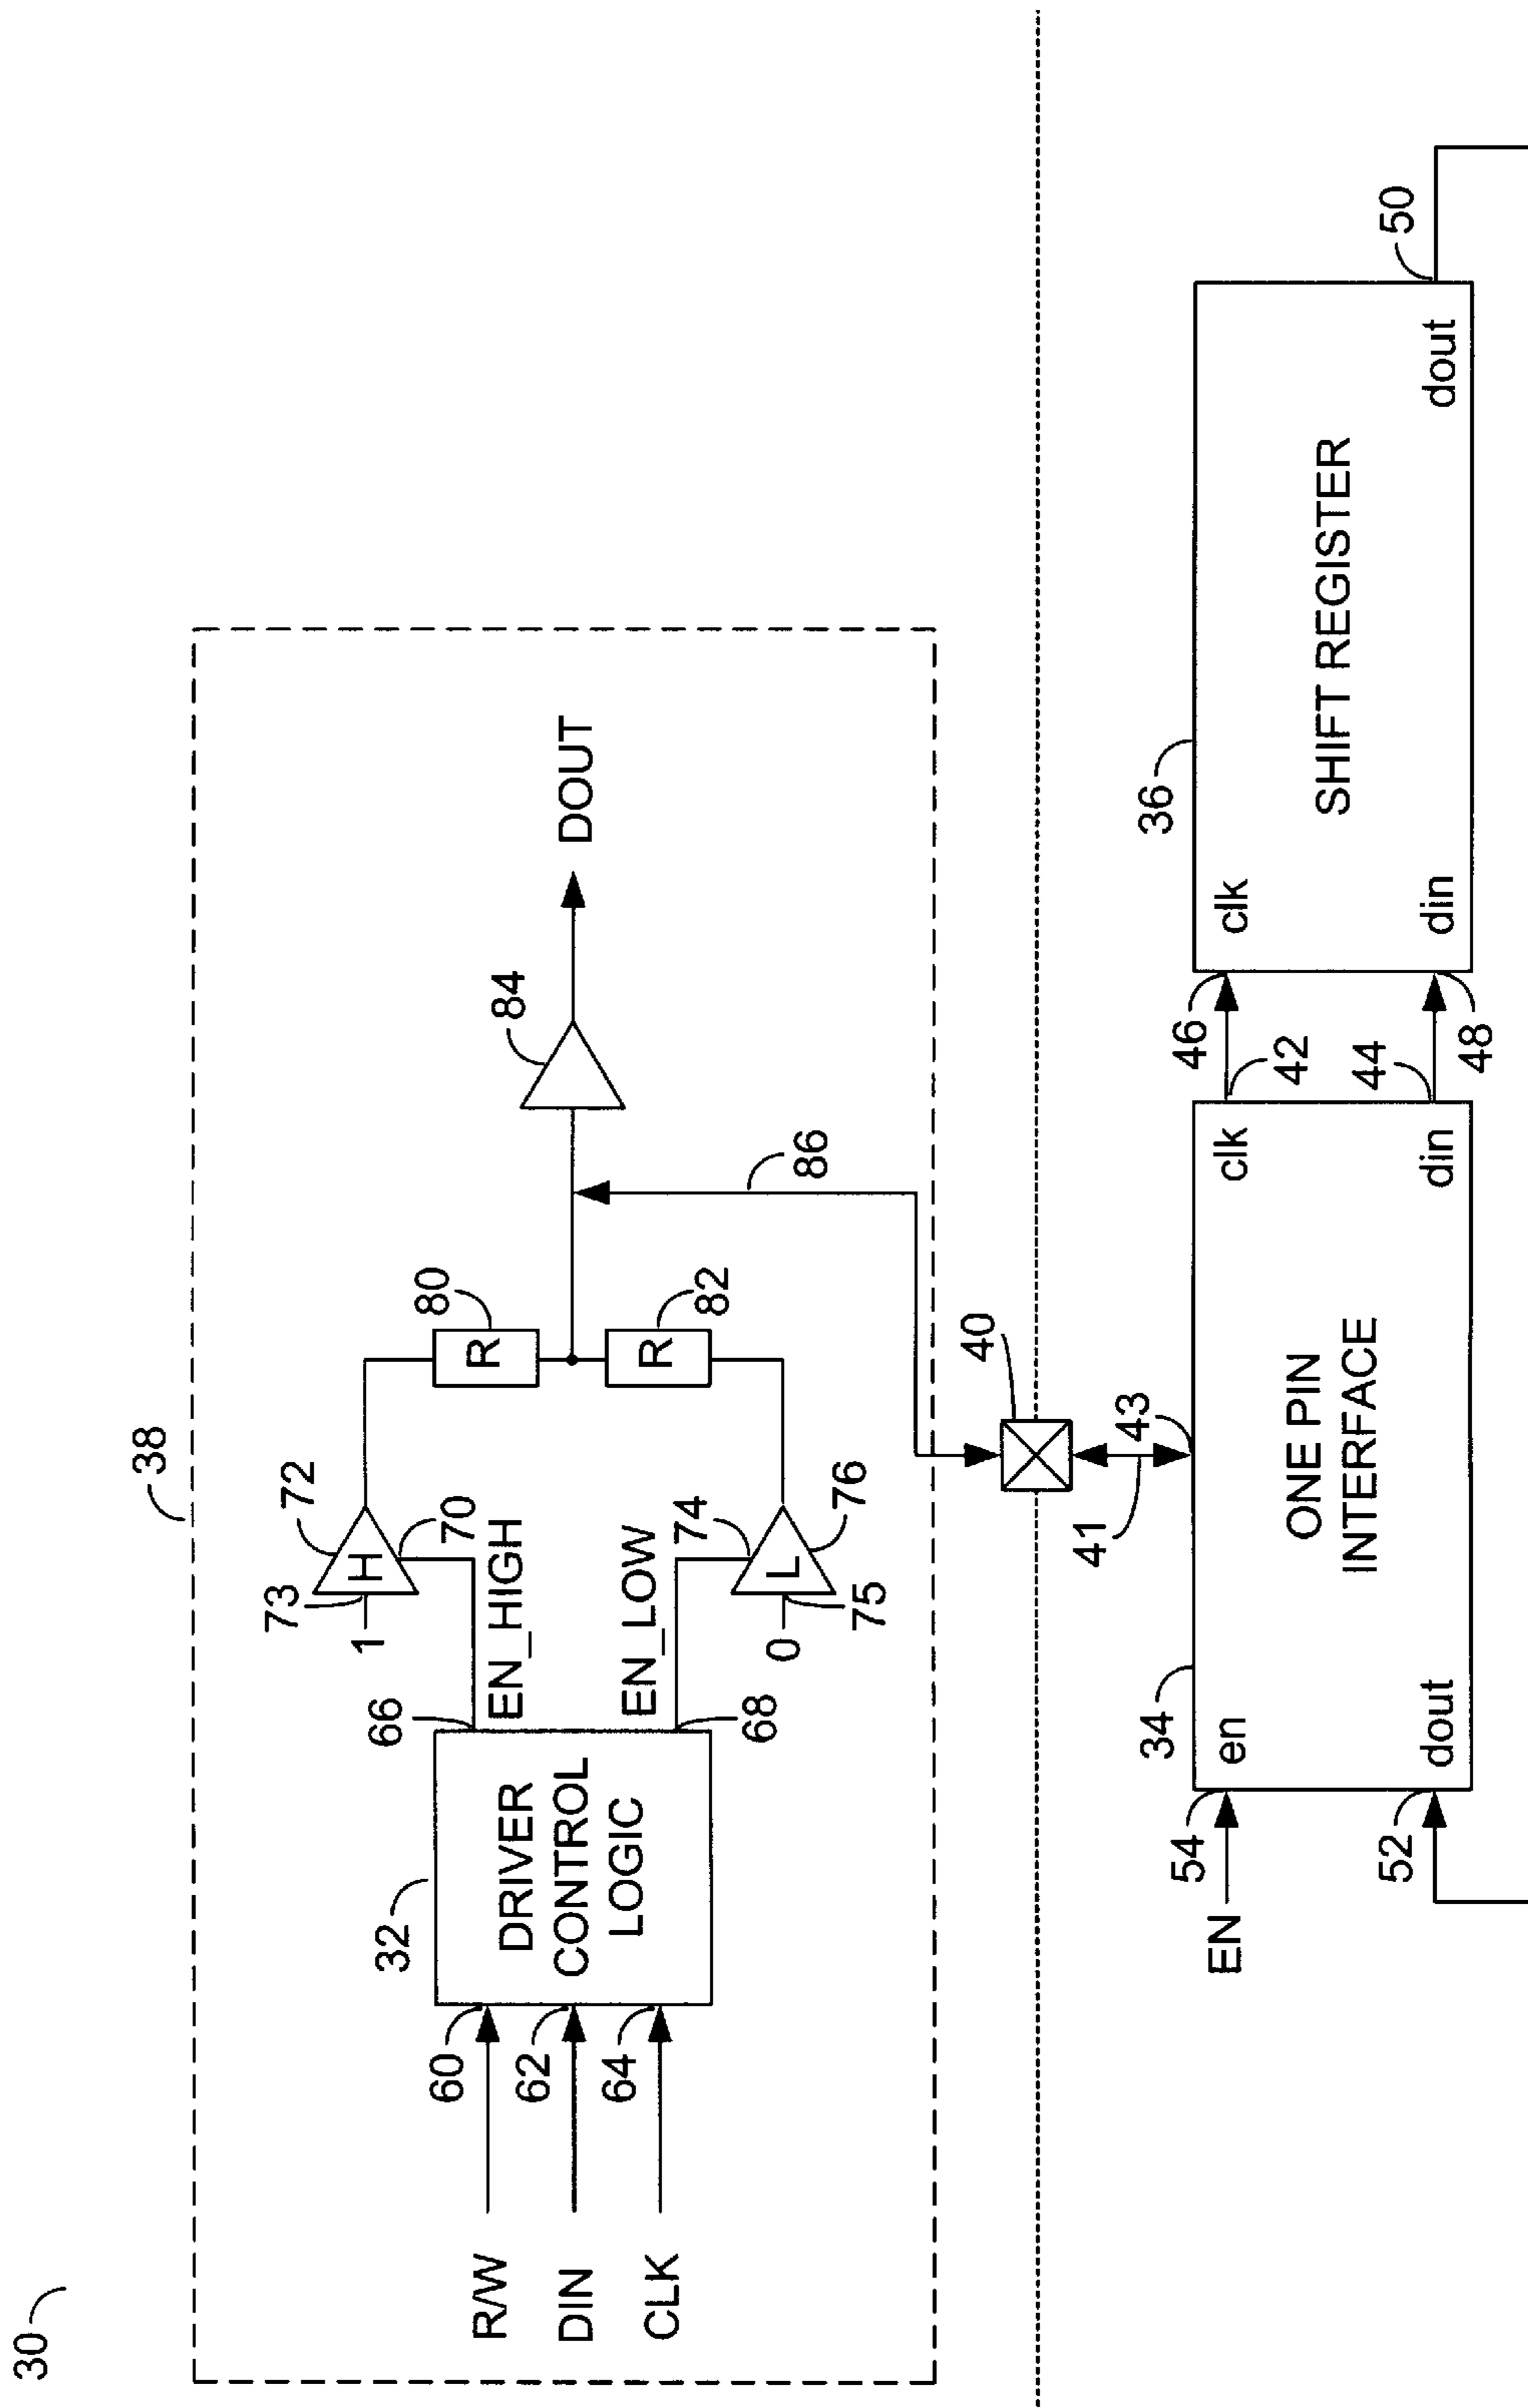 30
38
R/W
DIN
CLK
60
62
64
32
DRIVER
CONTROL
LOGIC
66
EN_HIGH
EN_LOW
68
73
1
H
72
70
74
0
L
75
76
80
R
R
82
84
DOUT
86
40
41
43
34
EN
54
en
52
dout
ONE PIN
INTERFACE
clk
din
42
44
46
48
36
clk
din
SHIFT REGISTER
dout
50